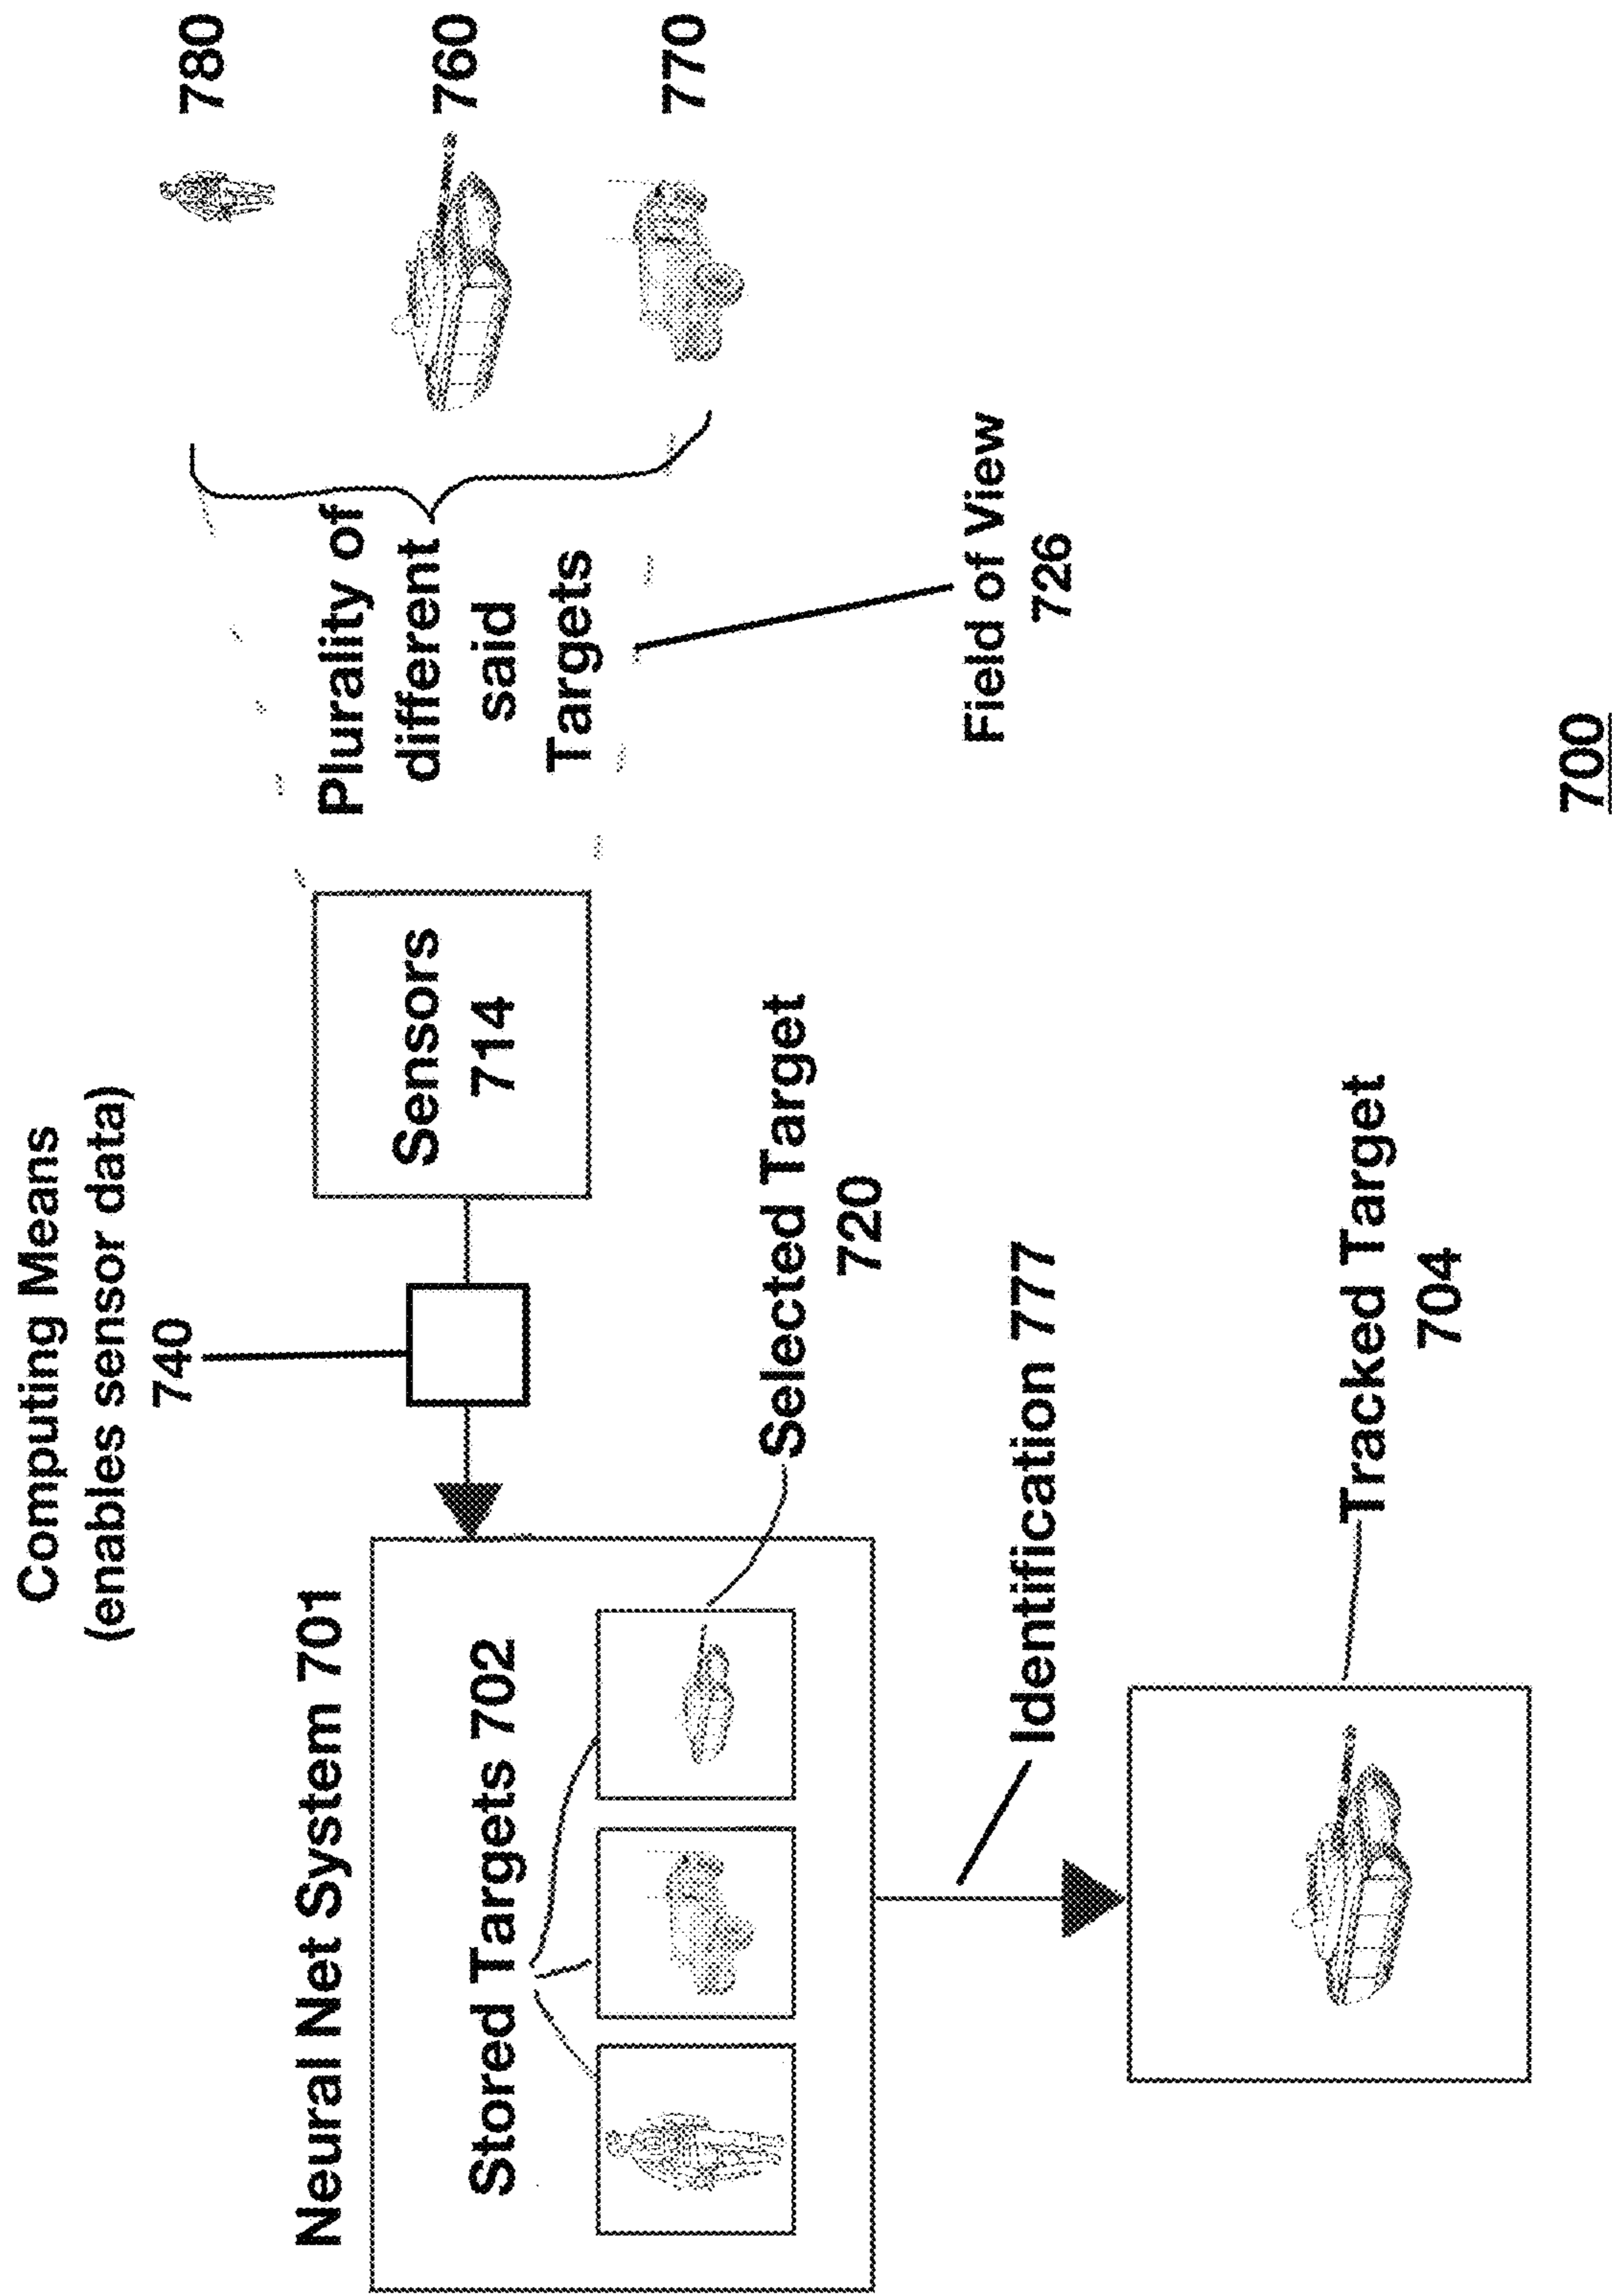 Computing Means
(enables sensor data)
740
Neural Net System 701
Stored Targets 702
Sensors
714
Plurality of
different
said
Targets
780
760
770
Selected Target
720
Field of View
726
Identification 777
Tracked Target
704
700